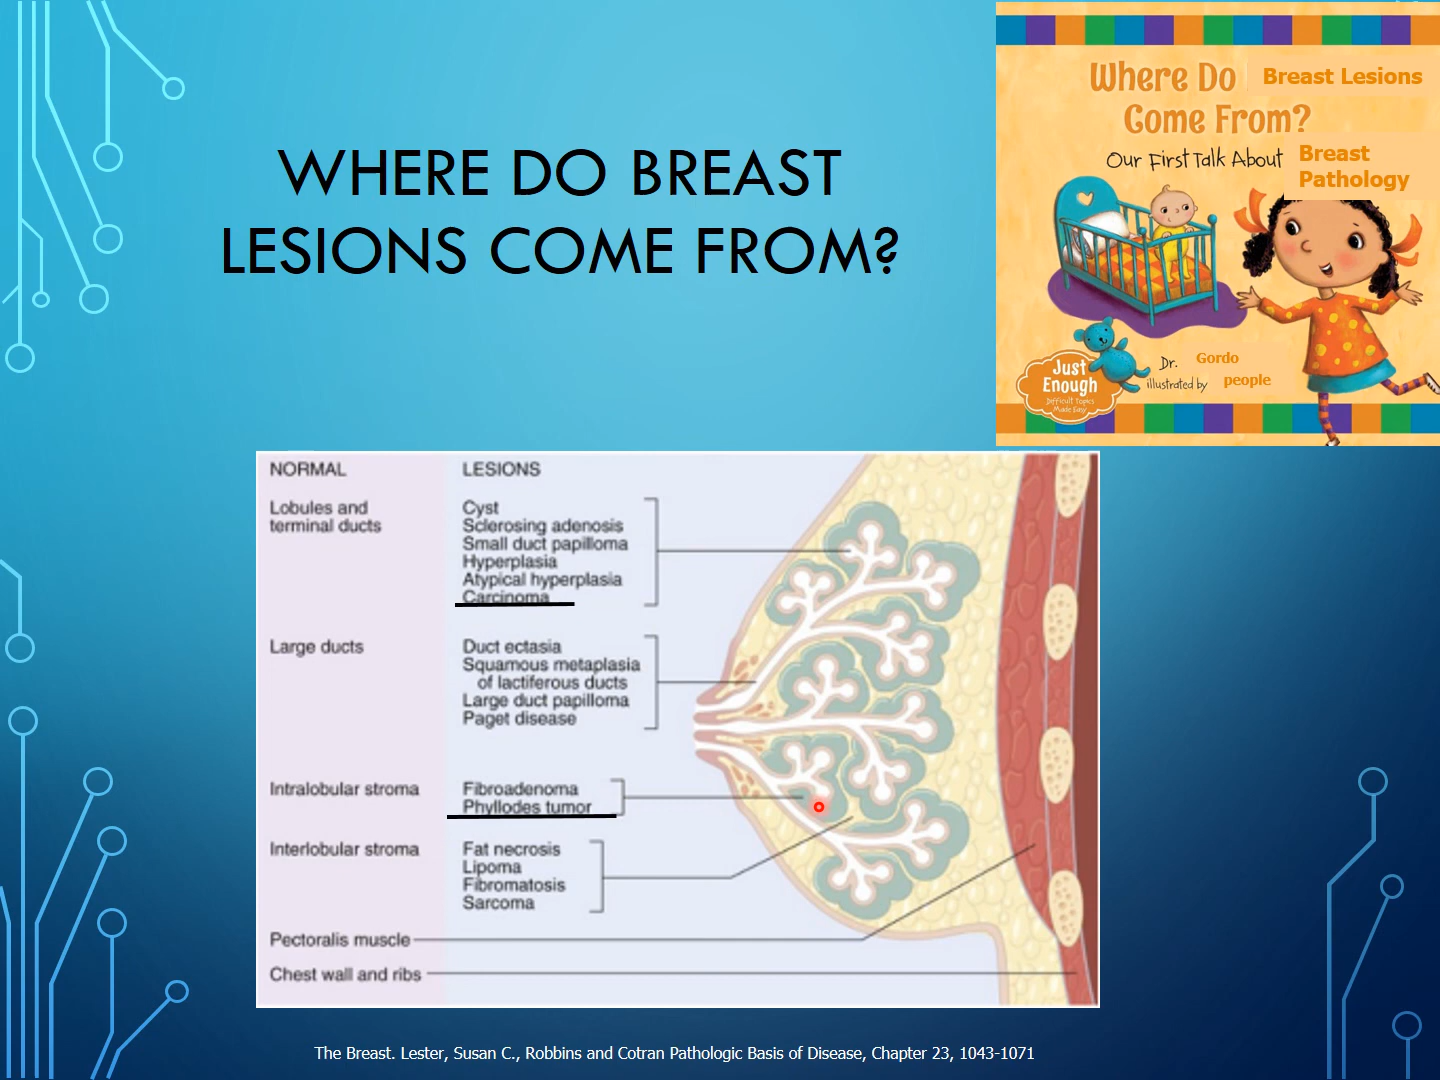 WHERE DO BREAST
LESIONS COME FROM?
Where Do Breast Lesions
Come From?
Our First Talk About Breast
Pathology
Just
Enough
Difficult Topics
Made Easy
Dr. Gordo
illustrated by people
NORMAL LESIONS
Lobules and
terminal ducts
Cyst
Sclerosing adenosis
Small duct papilloma
Hyperplasia
Atypical hyperplasia
Carcinoma
Large ducts
Duct ectasia
Squamous metaplasia
of lactiferous ducts
Large duct papilloma
Paget disease
Intralobular stroma
Fibroadenoma
Phyllodes tumor
Interlobular stroma
Fat necrosis
Lipoma
Fibromatosis
Sarcoma
Pectoralis muscle
Chest wall and ribs
The Breast. Lester, Susan C., Robbins and Cotran Pathologic Basis of Disease, Chapter 23, 1043-1071